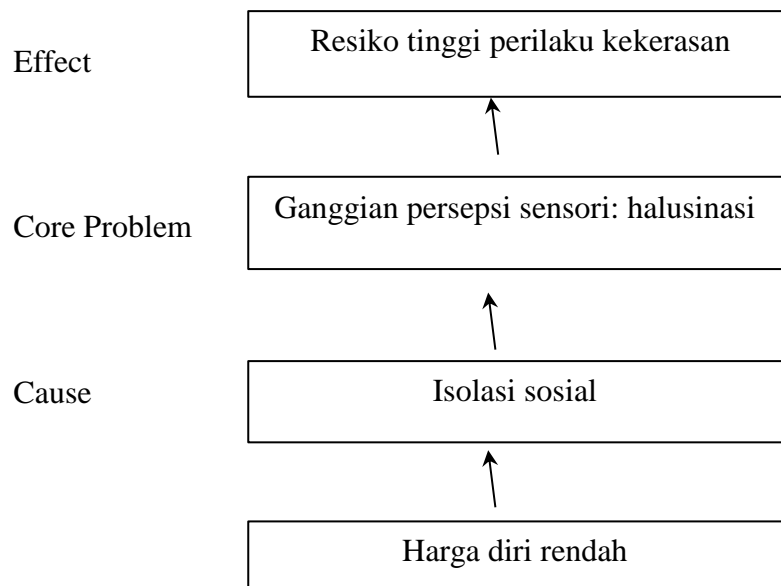 Resiko tinggi perilaku kekerasan
Effect
Ganggian persepsi sensori: halusinasi
Core Problem
Cause
Isolasi sosial
Harga diri rendah